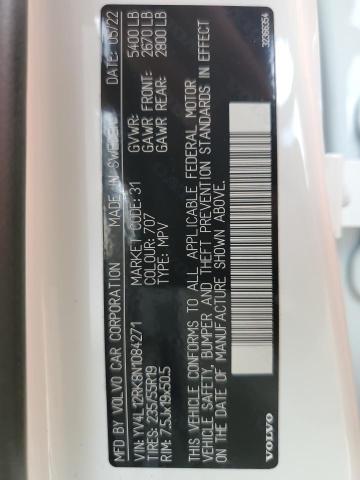 MFD BY VOLVO CAR CORPORATION MADE IN SWEDEN DATE: 05/22
VIN: YV4L12RK8N1084271 MARKET CODE: 31 GVWR: 5400 LB
TIRES: 235/55R19 COLOUR: 707 GAWR FRONT: 2670 LB
RIM: 7.5Jx19x50.5 TYPE: MPV GAWR REAR: 2800 LB
THIS VEHICLE CONFORMS TO ALL APPLICABLE FEDERAL MOTOR
VEHICLE SAFETY, BUMPER AND THEFT PREVENTION STANDARDS IN EFFECT
ON THE DATE OF MANUFACTURE SHOWN ABOVE.
VOLVO
32366354